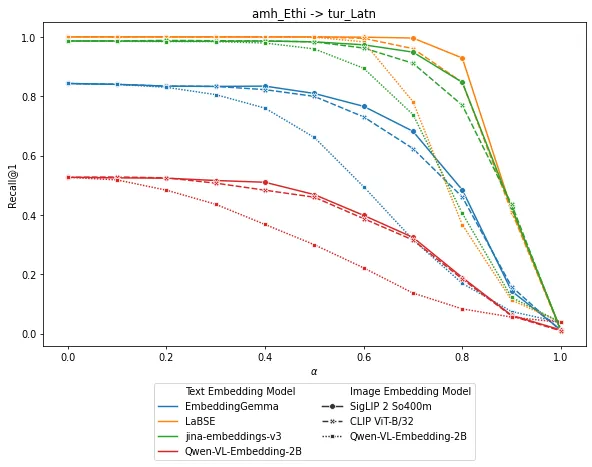 amh_Ethi -> tur_Latn
1.0
0.8
0.6
0.4
0.2
0.0
Recall@1
0.0 0.2 0.4 0.6 0.8 1.0
α
Text Embedding Model
EmbeddingGemma
LaBSE
jina-embeddings-v3
Qwen-VL-Embedding-2B
Image Embedding Model
SigLIP 2 So400m
CLIP ViT-B/32
Qwen-VL-Embedding-2B